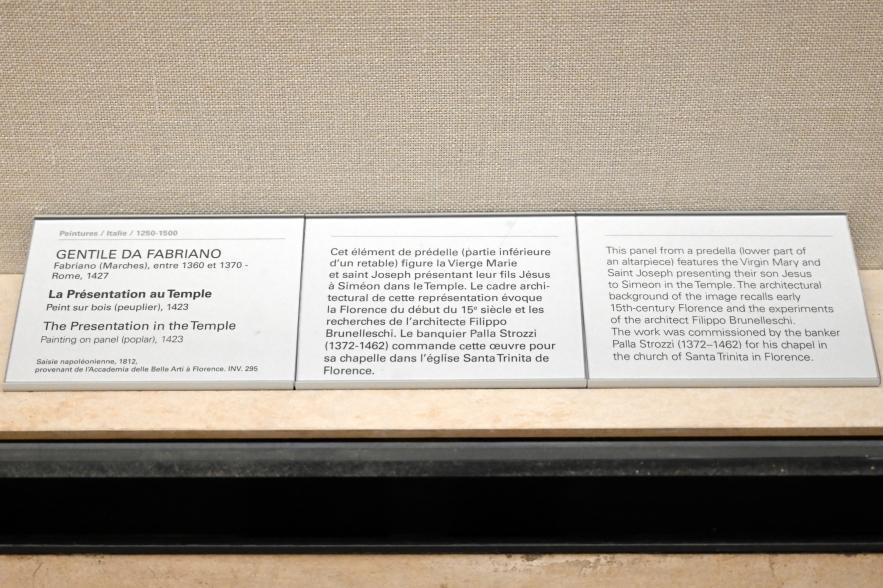 Peintures / Italie / 1250-1500
GENTILE DA FABRIANO
Fabriano (Marches), entre 1360 et 1370 -
Rome, 1427
La Présentation au Temple
Peint sur bois (peuplier), 1423
The Presentation in the Temple
Painting on panel (poplar), 1423
Saisie napoléonienne, 1812,
provenant de l'Accademia delle Belle Arti à Florence. INV. 295
Cet élément de prédelle (partie inférieure
d'un retable) figure la Vierge Marie
et saint Joseph présentant leur fils Jésus
à Siméon dans le Temple. Le cadre archi-
tectural de cette représentation évoque
la Florence du début du 15e siècle et les
recherches de l'architecte Filippo
Brunelleschi. Le banquier Palla Strozzi
(1372-1462) commande cette œuvre pour
sa chapelle dans l'église Santa Trinita de
Florence.
This panel from a predella (lower part of
an altarpiece) features the Virgin Mary and
Saint Joseph presenting their son Jesus
to Simeon in the Temple. The architectural
background of the image recalls early
15th-century Florence and the experiments
of the architect Filippo Brunelleschi.
The work was commissioned by the banker
Palla Strozzi (1372–1462) for his chapel in
the church of Santa Trinita in Florence.